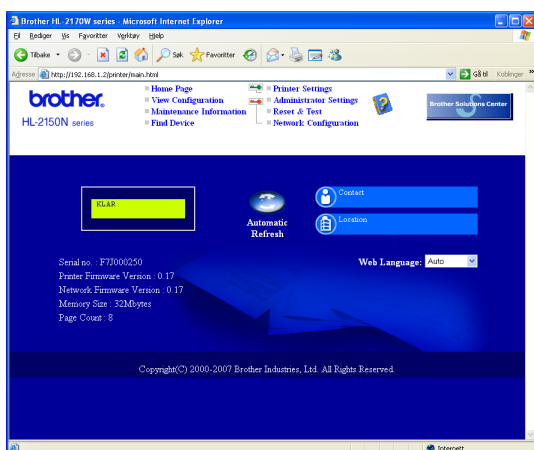 Brother HL-2170W series - Microsoft Internet Explorer
Fil Rediger Vis Favoritter Verktøy Hjelp
Tilbake Søk Favoritter
Adresse http://192.168.1.2/printer/main.html Gå til Koblinger »
brother.
HL-2150N series
Home Page
View Configuration
Maintenance Information
Find Device
Printer Settings
Administrator Settings
Reset & Test
Network Configuration
Brother Solutions Center
KLAR
Automatic
Refresh
Contact
Location
Serial no. : F7J000250
Printer Firmware Version : 0.17
Network Firmware Version : 0.17
Memory Size : 32Mbytes
Page Count : 8
Web Language: Auto
Copyright(C) 2000-2007 Brother Industries, Ltd. All Rights Reserved.
Internett